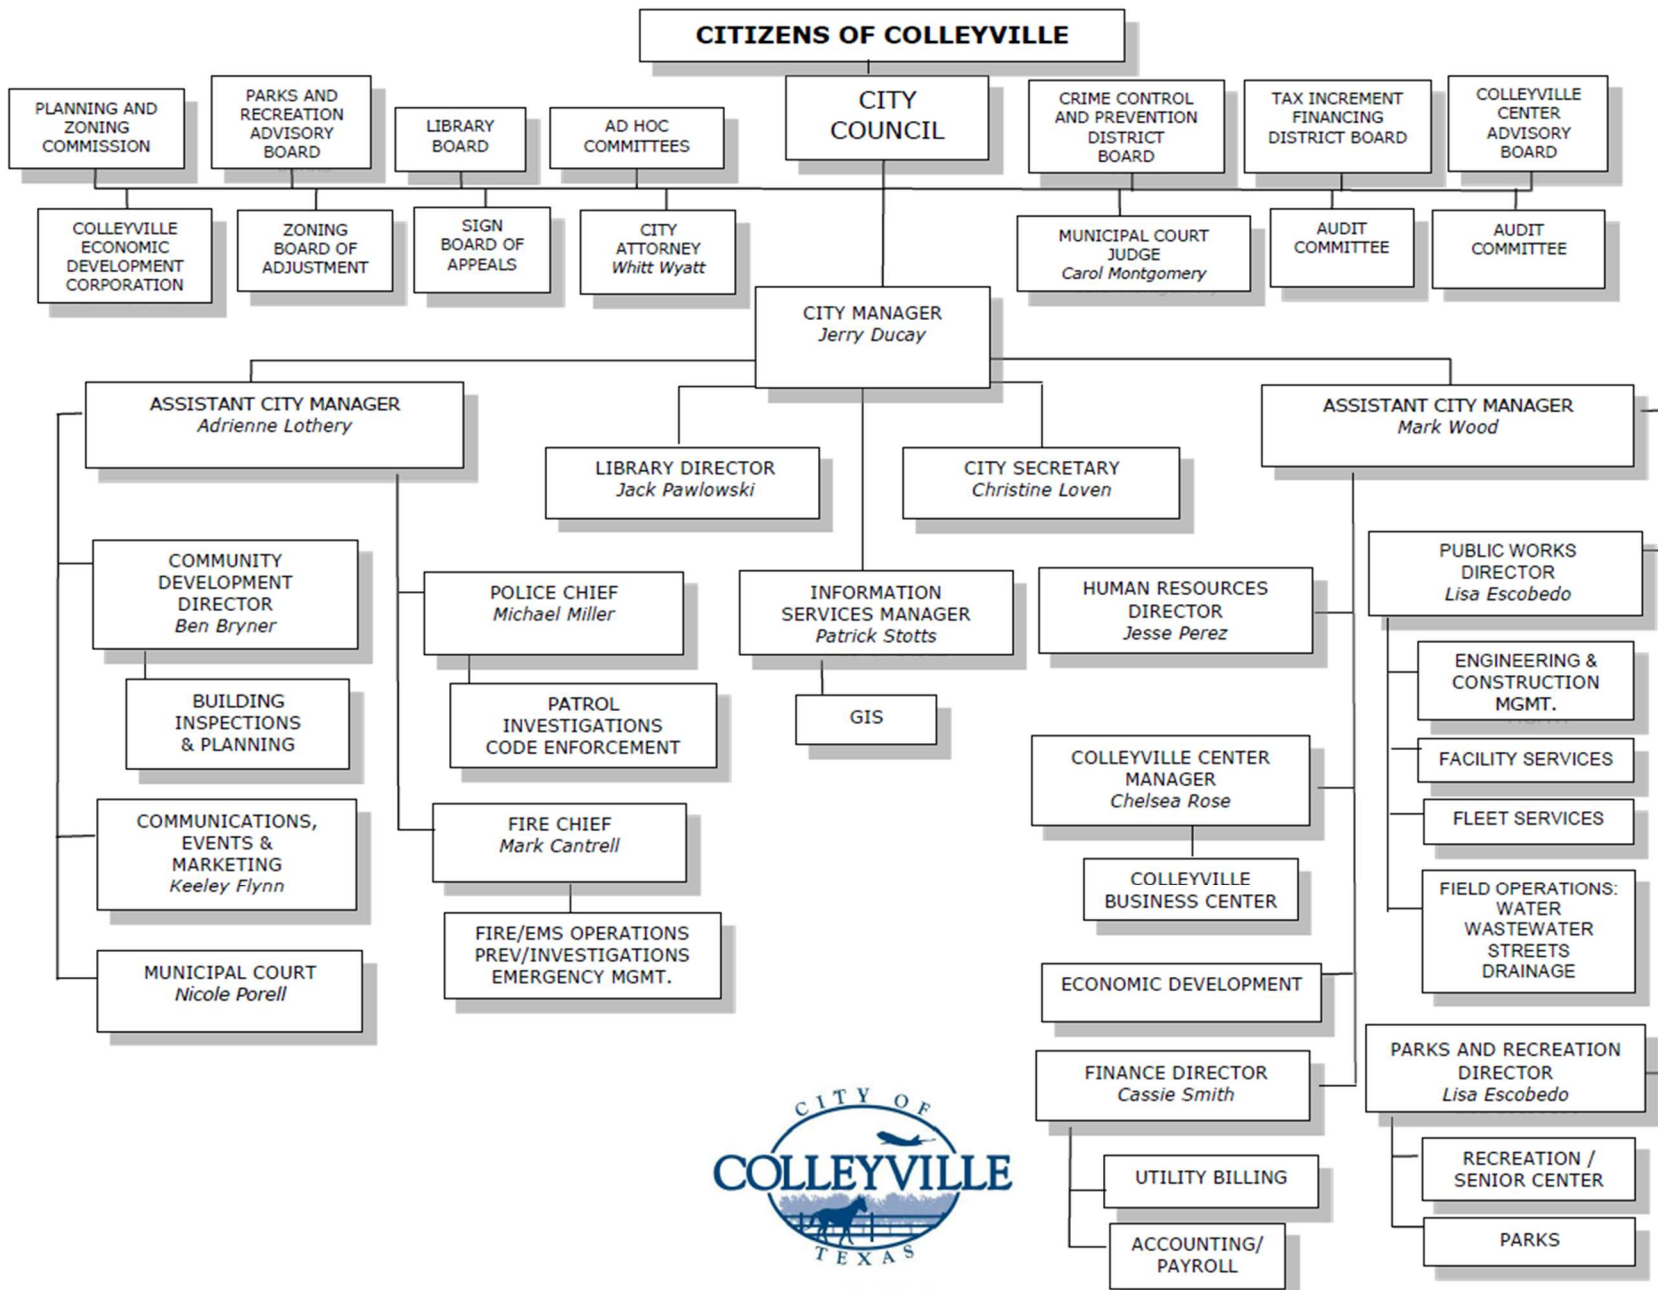 CITIZENS OF COLLEYVILLE
CITY
COUNCIL
PLANNING AND
ZONING
COMMISSION
PARKS AND
RECREATION
ADVISORY
BOARD
LIBRARY
BOARD
AD HOC
COMMITTEES
CRIME CONTROL
AND PREVENTION
DISTRICT
BOARD
TAX INCREMENT
FINANCING
DISTRICT BOARD
COLLEYVILLE
CENTER
ADVISORY
BOARD
COLLEYVILLE
ECONOMIC
DEVELOPMENT
CORPORATION
ZONING
BOARD OF
ADJUSTMENT
SIGN
BOARD OF
APPEALS
CITY
ATTORNEY
Whitt Wyatt
MUNICIPAL COURT
JUDGE
Carol Montgomery
AUDIT
COMMITTEE
AUDIT
COMMITTEE
CITY MANAGER
Jerry Ducay
ASSISTANT CITY MANAGER
Adrienne Lothery
ASSISTANT CITY MANAGER
Mark Wood
LIBRARY DIRECTOR
Jack Pawlowski
CITY SECRETARY
Christine Loven
COMMUNITY
DEVELOPMENT
DIRECTOR
Ben Bryner
POLICE CHIEF
Michael Miller
INFORMATION
SERVICES MANAGER
Patrick Stotts
HUMAN RESOURCES
DIRECTOR
Jesse Perez
PUBLIC WORKS
DIRECTOR
Lisa Escobedo
BUILDING
INSPECTIONS
& PLANNING
PATROL
INVESTIGATIONS
CODE ENFORCEMENT
GIS
ENGINEERING &
CONSTRUCTION
MGMT.
COLLEYVILLE CENTER
MANAGER
Chelsea Rose
FACILITY SERVICES
COMMUNICATIONS,
EVENTS &
MARKETING
Keeley Flynn
FIRE CHIEF
Mark Cantrell
FLEET SERVICES
COLLEYVILLE
BUSINESS CENTER
FIELD OPERATIONS:
WATER
WASTEWATER
STREETS
DRAINAGE
FIRE/EMS OPERATIONS
PREV/INVESTIGATIONS
EMERGENCY MGMT.
MUNICIPAL COURT
Nicole Porell
ECONOMIC DEVELOPMENT
FINANCE DIRECTOR
Cassie Smith
PARKS AND RECREATION
DIRECTOR
Lisa Escobedo
UTILITY BILLING
RECREATION /
SENIOR CENTER
ACCOUNTING/
PAYROLL
PARKS
CITY OF
COLLEYVILLE
TEXAS